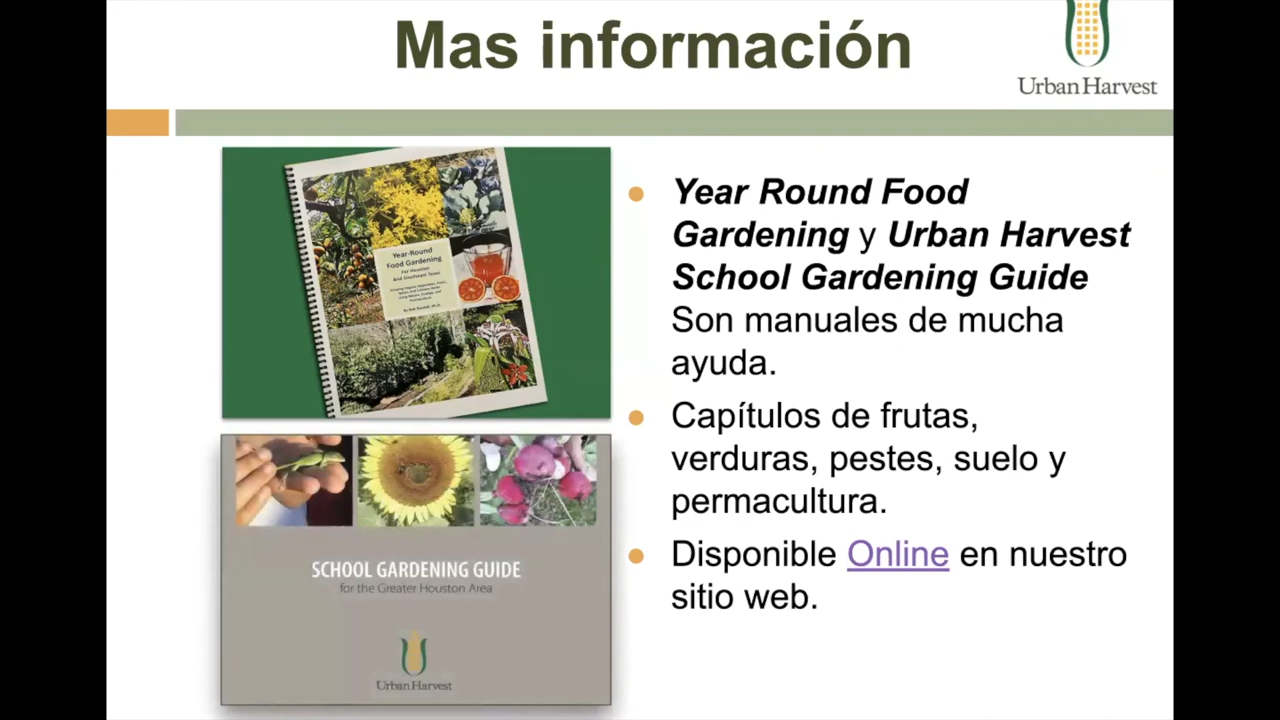 Mas información
Urban Harvest
Year-Round
Food Gardening
For Houston
And Southeast Texas
Year Round Food
Gardening y Urban Harvest
School Gardening Guide
Son manuales de mucha
ayuda.
Capítulos de frutas,
verduras, pestes, suelo y
permacultura.
Disponible Online en nuestro
sitio web.
SCHOOL GARDENING GUIDE
for the Greater Houston Area
Urban Harvest